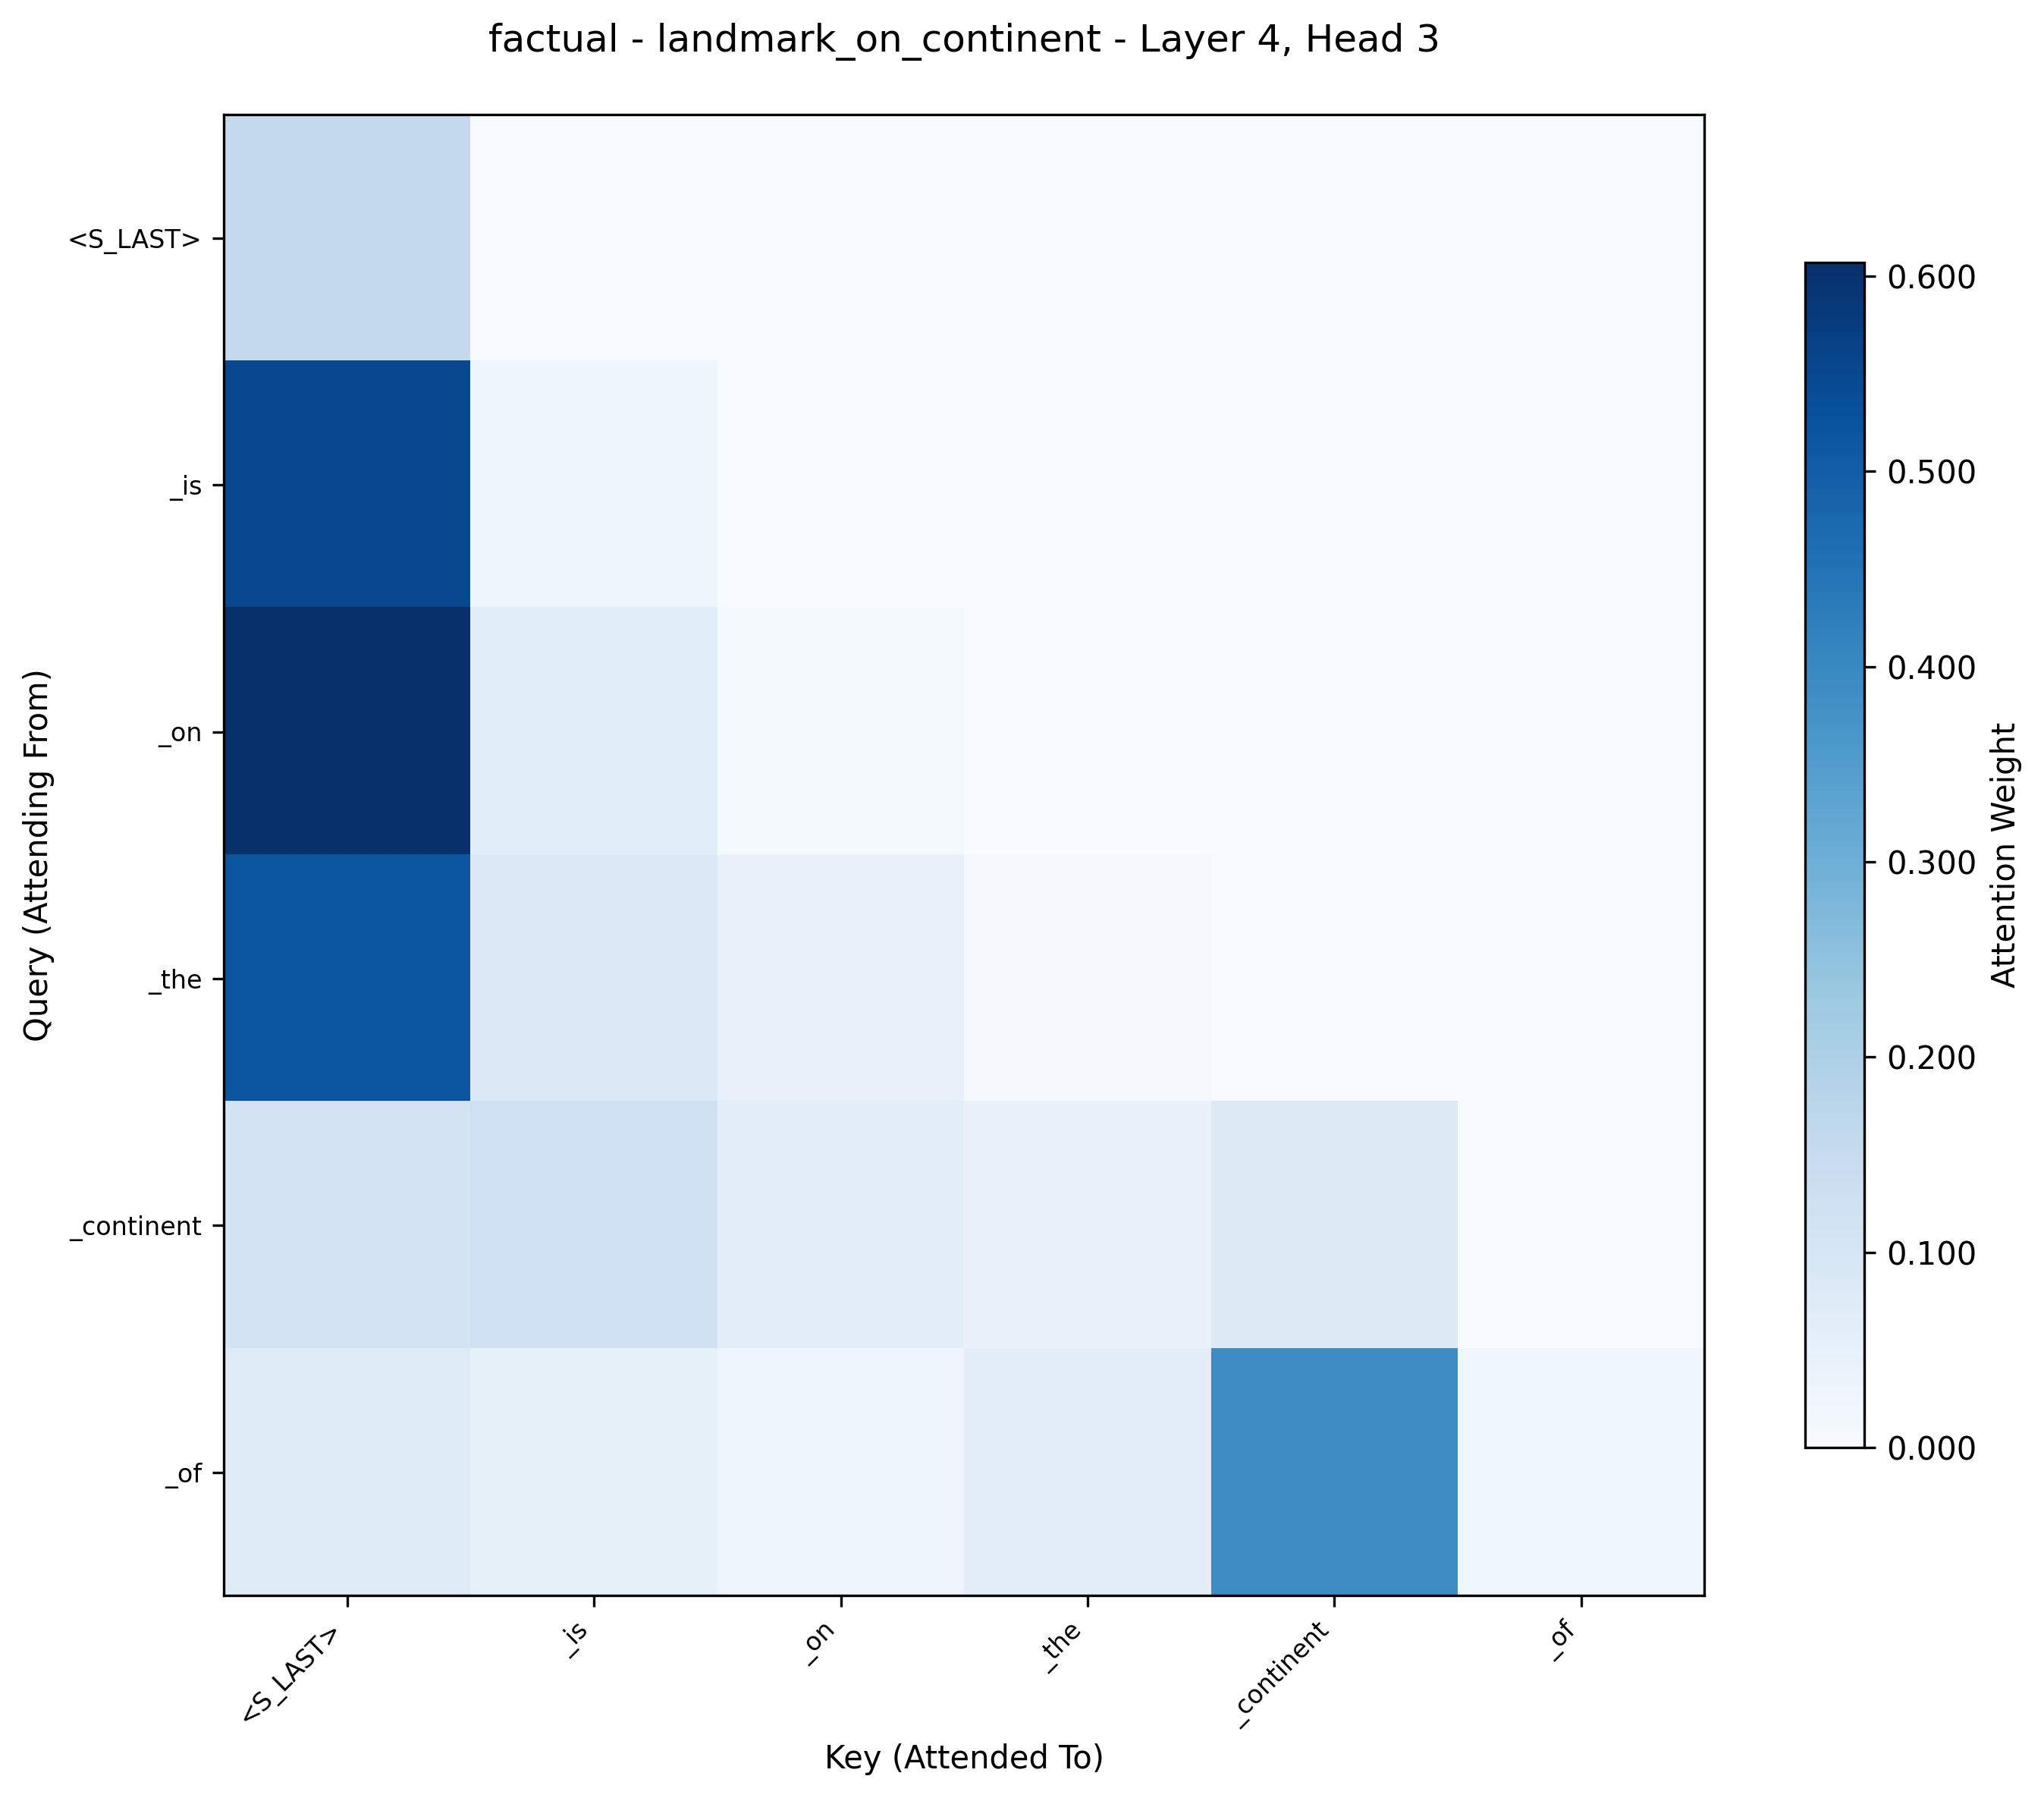 factual - landmark_on_continent - Layer 4, Head 3
Query (Attending From)
<S_LAST>
_is
_on
_the
_continent
_of
<S_LAST>
_is
_on
_the
_continent
_of
Key (Attended To)
0.600
0.500
0.400
0.300
0.200
0.100
0.000
Attention Weight